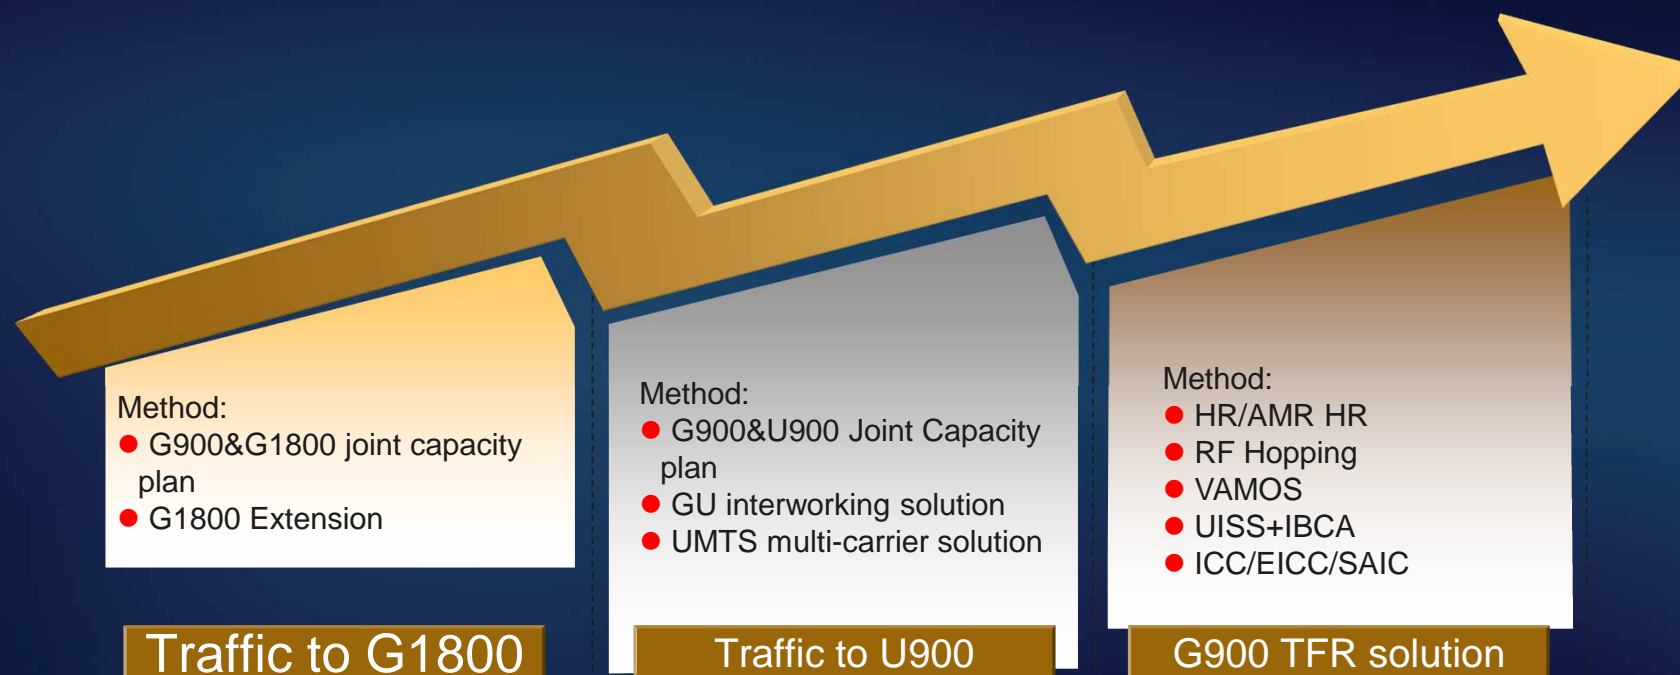 Method:
● G900&G1800 joint capacity
plan
● G1800 Extension
Traffic to G1800
Method:
● G900&U900 Joint Capacity
plan
● GU interworking solution
● UMTS multi-carrier solution
Traffic to U900
Method:
● HR/AMR HR
● RF Hopping
● VAMOS
● UISS+IBCA
● ICC/EICC/SAIC
G900 TFR solution